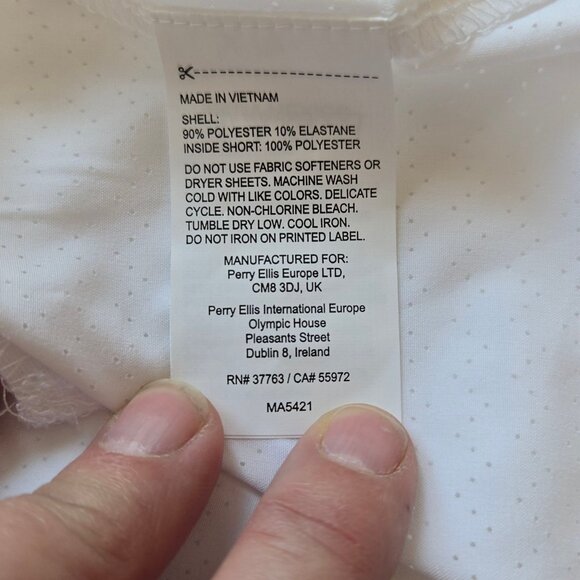 MADE IN VIETNAM
SHELL:
90% POLYESTER 10% ELASTANE
INSIDE SHORT: 100% POLYESTER
DO NOT USE FABRIC SOFTENERS OR
DRYER SHEETS. MACHINE WASH
COLD WITH LIKE COLORS. DELICATE
CYCLE. NON-CHLORINE BLEACH.
TUMBLE DRY LOW. COOL IRON.
DO NOT IRON ON PRINTED LABEL.
MANUFACTURED FOR:
Perry Ellis Europe LTD,
CM8 3DJ, UK
Perry Ellis International Europe
Olympic House
Pleasants Street
Dublin 8, Ireland
RN# 37763 / CA# 55972
MA5421